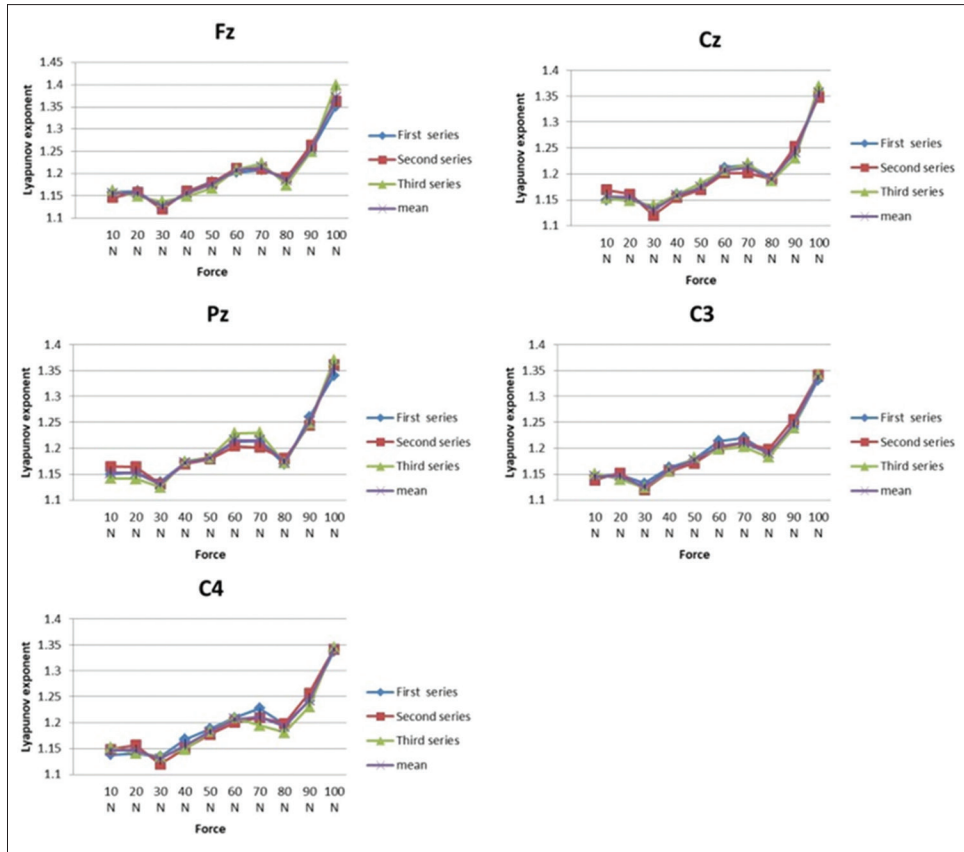 Fz
1.45
1.4
1.35
1.3
1.25
1.2
1.15
1.1
Lyapunov exponent
10 20 30 40 50 60 70 80 90 100
N N N N N N N N N N
Force
First series
Second series
Third series
mean
Cz
1.4
1.35
1.3
1.25
1.2
1.15
1.1
Lyapunov exponent
10 20 30 40 50 60 70 80 90 100
N N N N N N N N N N
Force
First series
Second series
Third series
mean
Pz
1.4
1.35
1.3
1.25
1.2
1.15
1.1
Lyapunov exponent
10 20 30 40 50 60 70 80 90 100
N N N N N N N N N N
Force
First series
Second series
Third series
mean
C3
1.4
1.35
1.3
1.25
1.2
1.15
1.1
Lyapunov exponent
10 20 30 40 50 60 70 80 90 100
N N N N N N N N N N
Force
First series
Second series
Third series
mean
C4
1.4
1.35
1.3
1.25
1.2
1.15
1.1
Lyapunov exponent
10 20 30 40 50 60 70 80 90 100
N N N N N N N N N N
Force
First series
Second series
Third series
mean